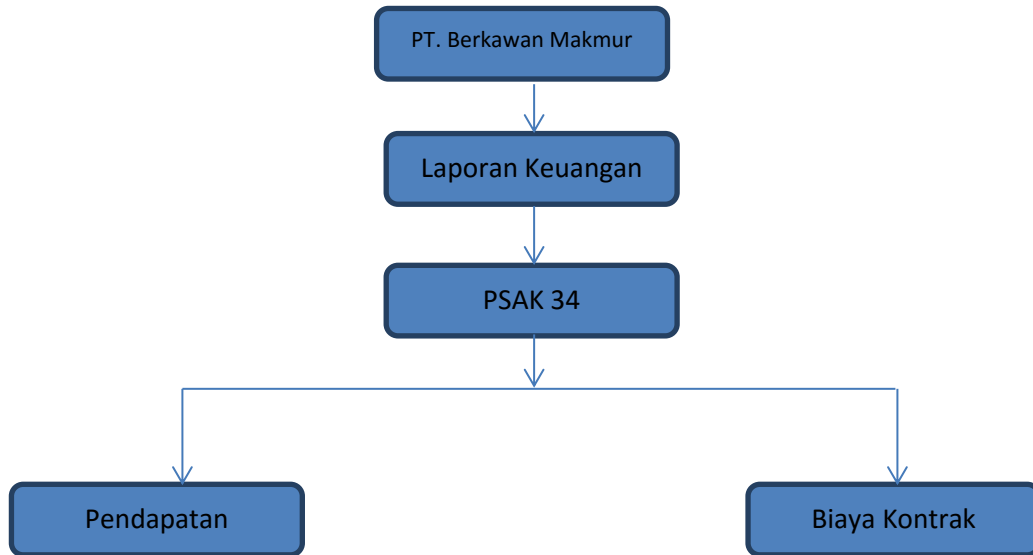 PT. Berkawan Makmur
Laporan Keuangan
PSAK 34
Pendapatan
Biaya Kontrak